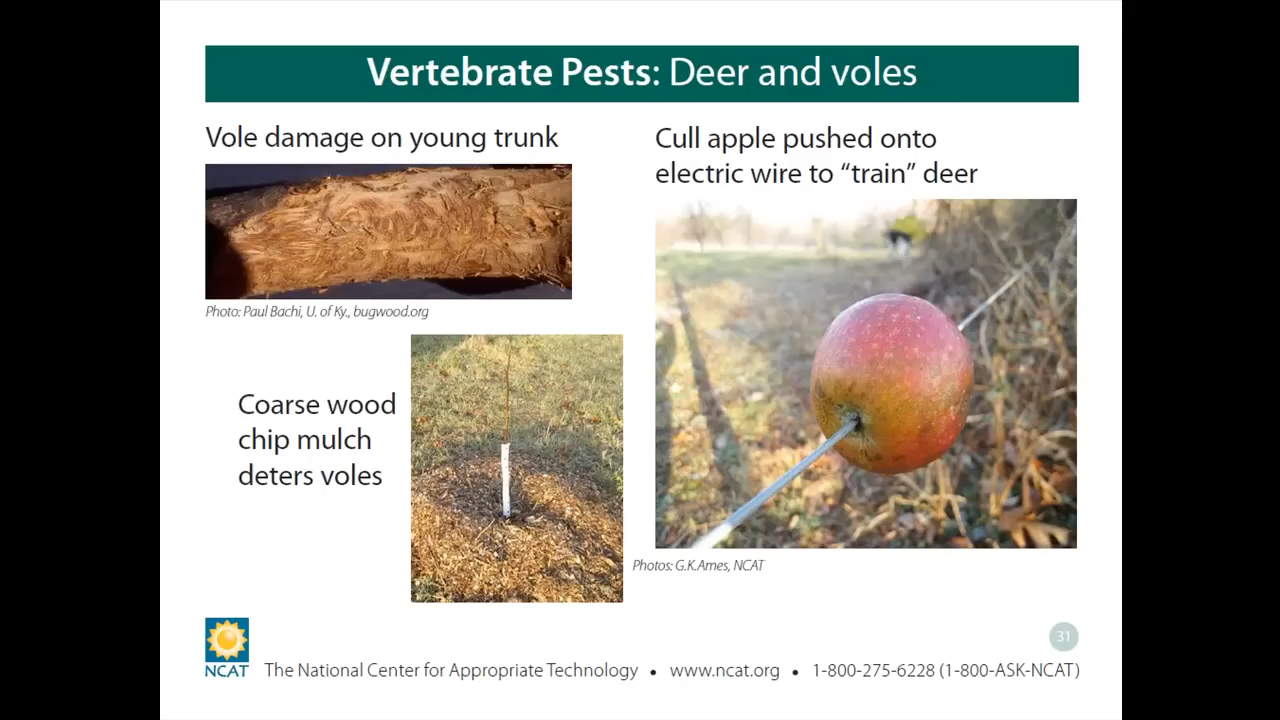 Vertebrate Pests: Deer and voles
Vole damage on young trunk
Photo: Paul Bachi, U. of Ky., bugwood.org
Coarse wood
chip mulch
deters voles
Cull apple pushed onto
electric wire to “train” deer
Photos: G.K.Ames, NCAT
31
NCAT
The National Center for Appropriate Technology • www.ncat.org • 1-800-275-6228 (1-800-ASK-NCAT)